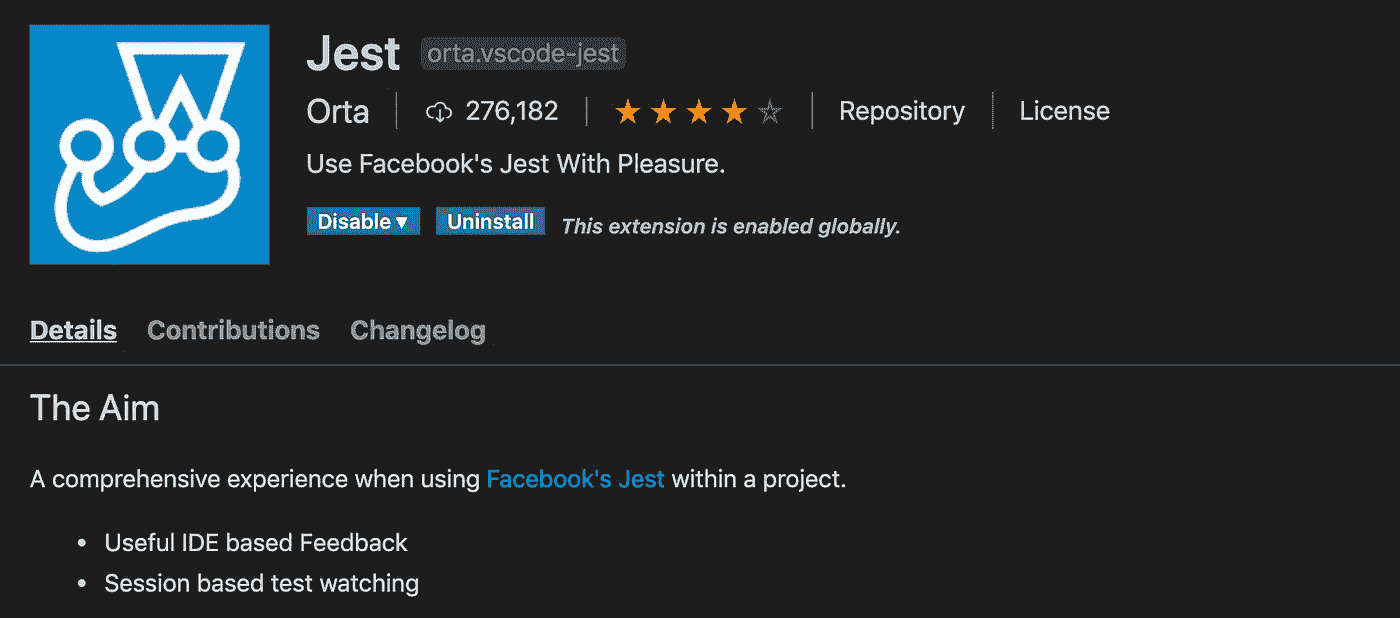 Jest orta.vscode-jest
Orta 276,182 Repository License
Use Facebook's Jest With Pleasure.
Disable ▾ Uninstall This extension is enabled globally.
Details Contributions Changelog
The Aim
A comprehensive experience when using Facebook's Jest within a project.
• Useful IDE based Feedback
• Session based test watching